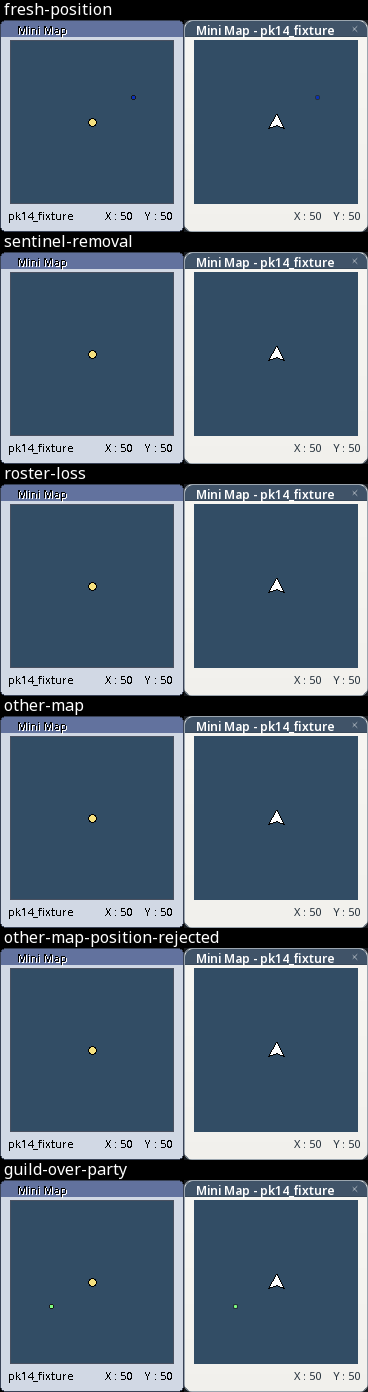 fresh-position
Mini Map
Mini Map - pk14_fixture ×
pk14_fixture X : 50 Y : 50
X : 50 Y : 50
sentinel-removal
Mini Map
Mini Map - pk14_fixture ×
pk14_fixture X : 50 Y : 50
X : 50 Y : 50
roster-loss
Mini Map
Mini Map - pk14_fixture ×
pk14_fixture X : 50 Y : 50
X : 50 Y : 50
other-map
Mini Map
Mini Map - pk14_fixture ×
pk14_fixture X : 50 Y : 50
X : 50 Y : 50
other-map-position-rejected
Mini Map
Mini Map - pk14_fixture ×
pk14_fixture X : 50 Y : 50
X : 50 Y : 50
guild-over-party
Mini Map
Mini Map - pk14_fixture ×
pk14_fixture X : 50 Y : 50
X : 50 Y : 50